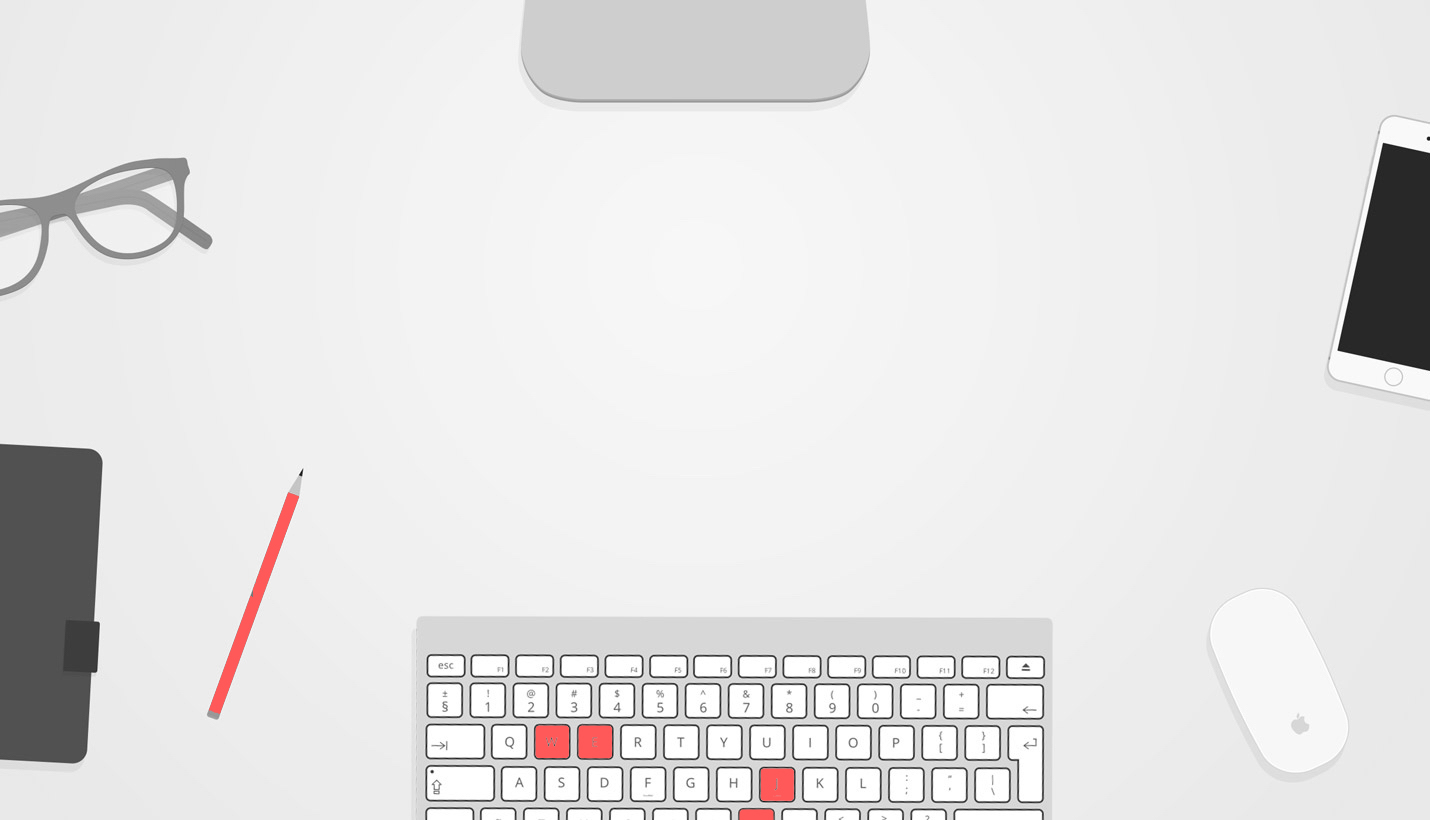 esc F1 F2 F3 F4 F5 F6 F7 F8 F9 F10 F11 F12
± ! @ # $ % ^ & * ( ) _ +
§ 1 2 3 4 5 6 7 8 9 0 - =
Q W E R T Y U I O P { }
[ ]
A S D F G H J K L : " |
; ' \
< > ?